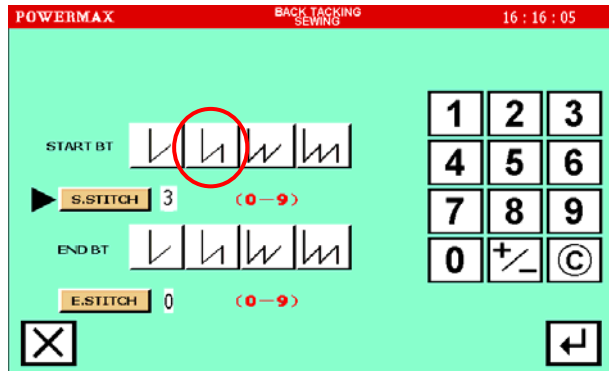 POWERMAX BACK TACKING SEWING 16 : 16 : 05
1 2 3
START BT
4 5 6
S.STITCH 3 (0-9)
7 8 9
END BT
0 +/- C
E.STITCH 0 (0-9)